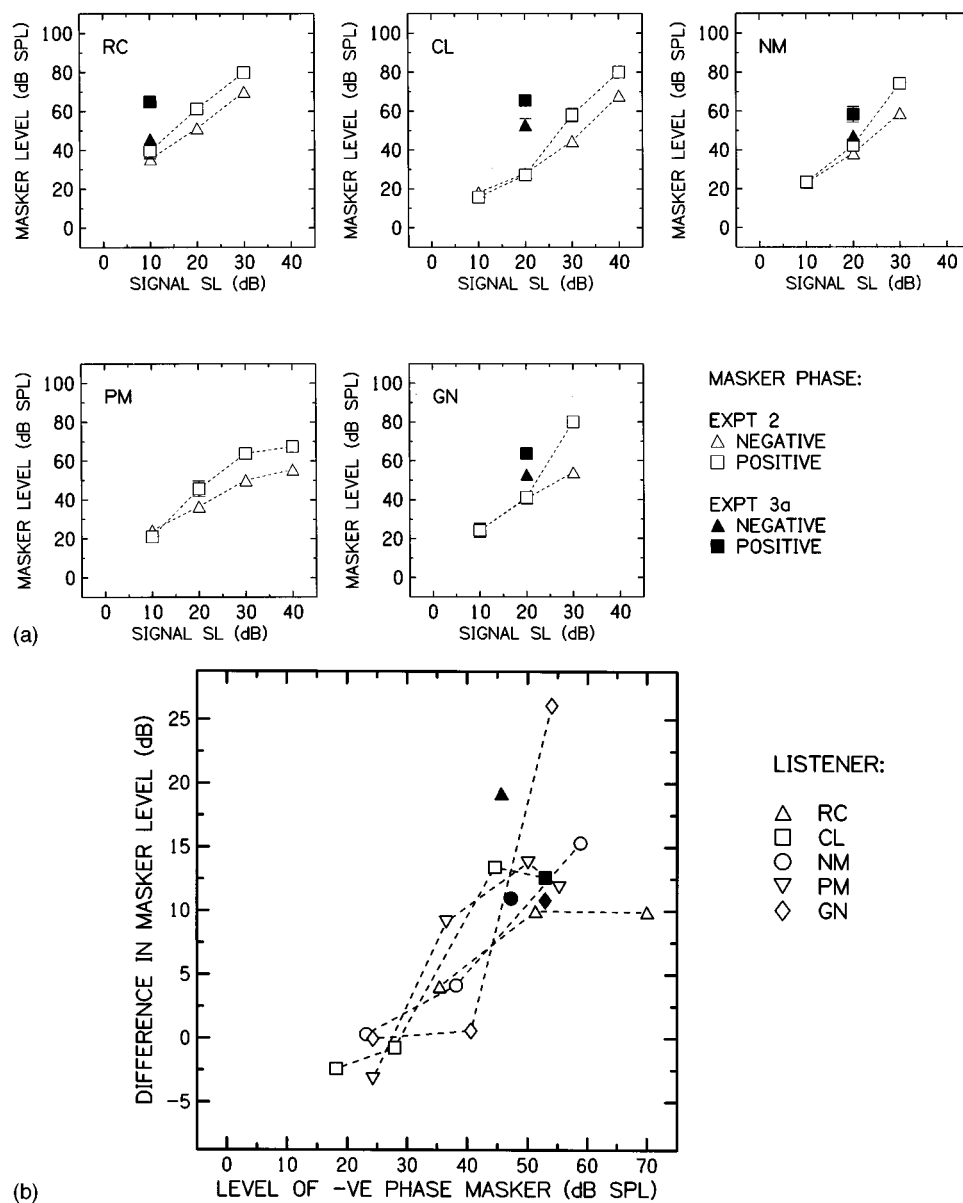 RC
MASKER LEVEL (dB SPL)
100
80
60
40
20
0
0 10 20 30 40
SIGNAL SL (dB)
CL
MASKER LEVEL (dB SPL)
100
80
60
40
20
0
0 10 20 30 40
SIGNAL SL (dB)
NM
MASKER LEVEL (dB SPL)
100
80
60
40
20
0
0 10 20 30 40
SIGNAL SL (dB)
PM
MASKER LEVEL (dB SPL)
100
80
60
40
20
0
0 10 20 30 40
SIGNAL SL (dB)
GN
MASKER LEVEL (dB SPL)
100
80
60
40
20
0
0 10 20 30 40
SIGNAL SL (dB)
MASKER PHASE:
EXPT 2
NEGATIVE
POSITIVE
EXPT 3a
NEGATIVE
POSITIVE
(a)
DIFFERENCE IN MASKER LEVEL (dB)
25
20
15
10
5
0
-5
0 10 20 30 40 50 60 70
LEVEL OF -VE PHASE MASKER (dB SPL)
LISTENER:
RC
CL
NM
PM
GN
(b)